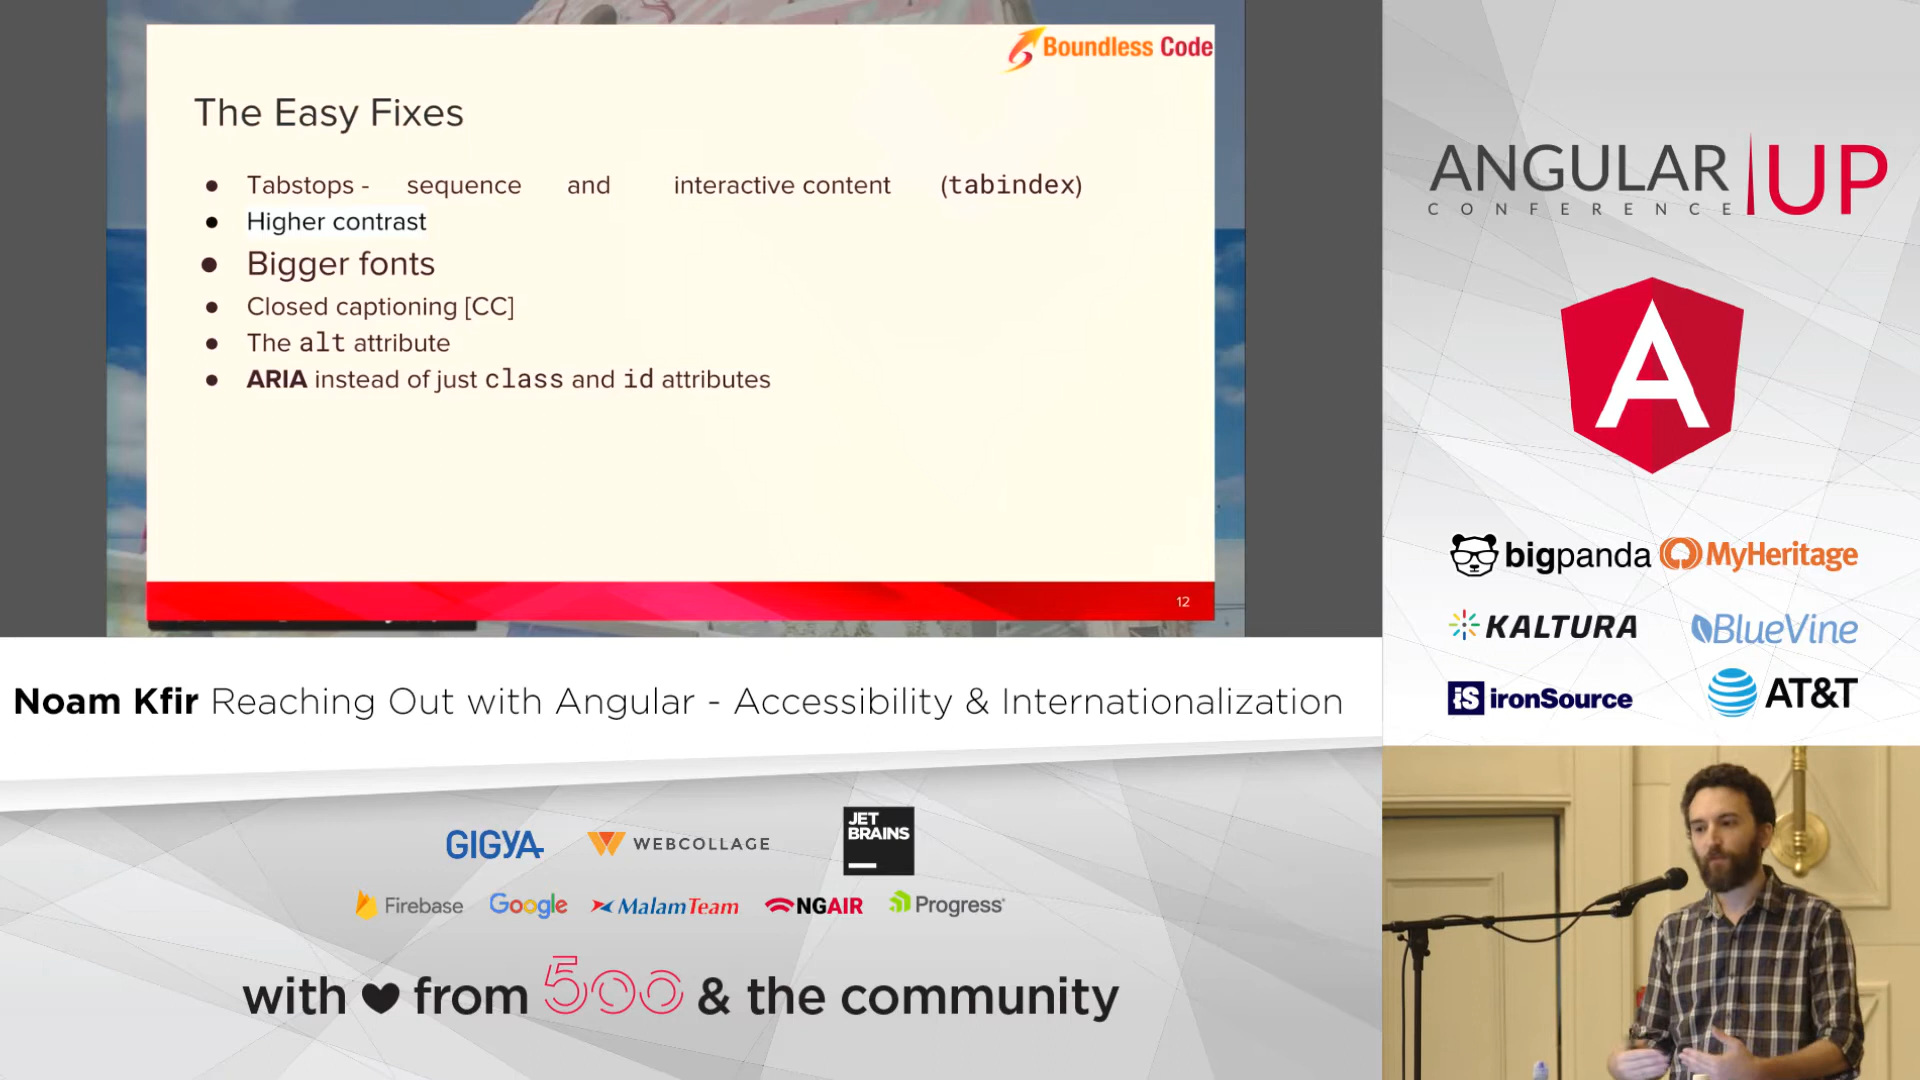 Boundless Code
The Easy Fixes
● Tabstops - sequence and interactive content (tabindex)
● Higher contrast
● Bigger fonts
● Closed captioning [CC]
● The alt attribute
● ARIA instead of just class and id attributes
12
Noam Kfir Reaching Out with Angular - Accessibility & Internationalization
GIGYA WEBCOLLAGE JET
BRAINS
Firebase Google MalamTeam NGAIR Progress
with ♥ from 500 & the community
ANGULAR UP
CONFERENCE
A
bigpanda MyHeritage
KALTURA BlueVine
iS ironSource AT&T